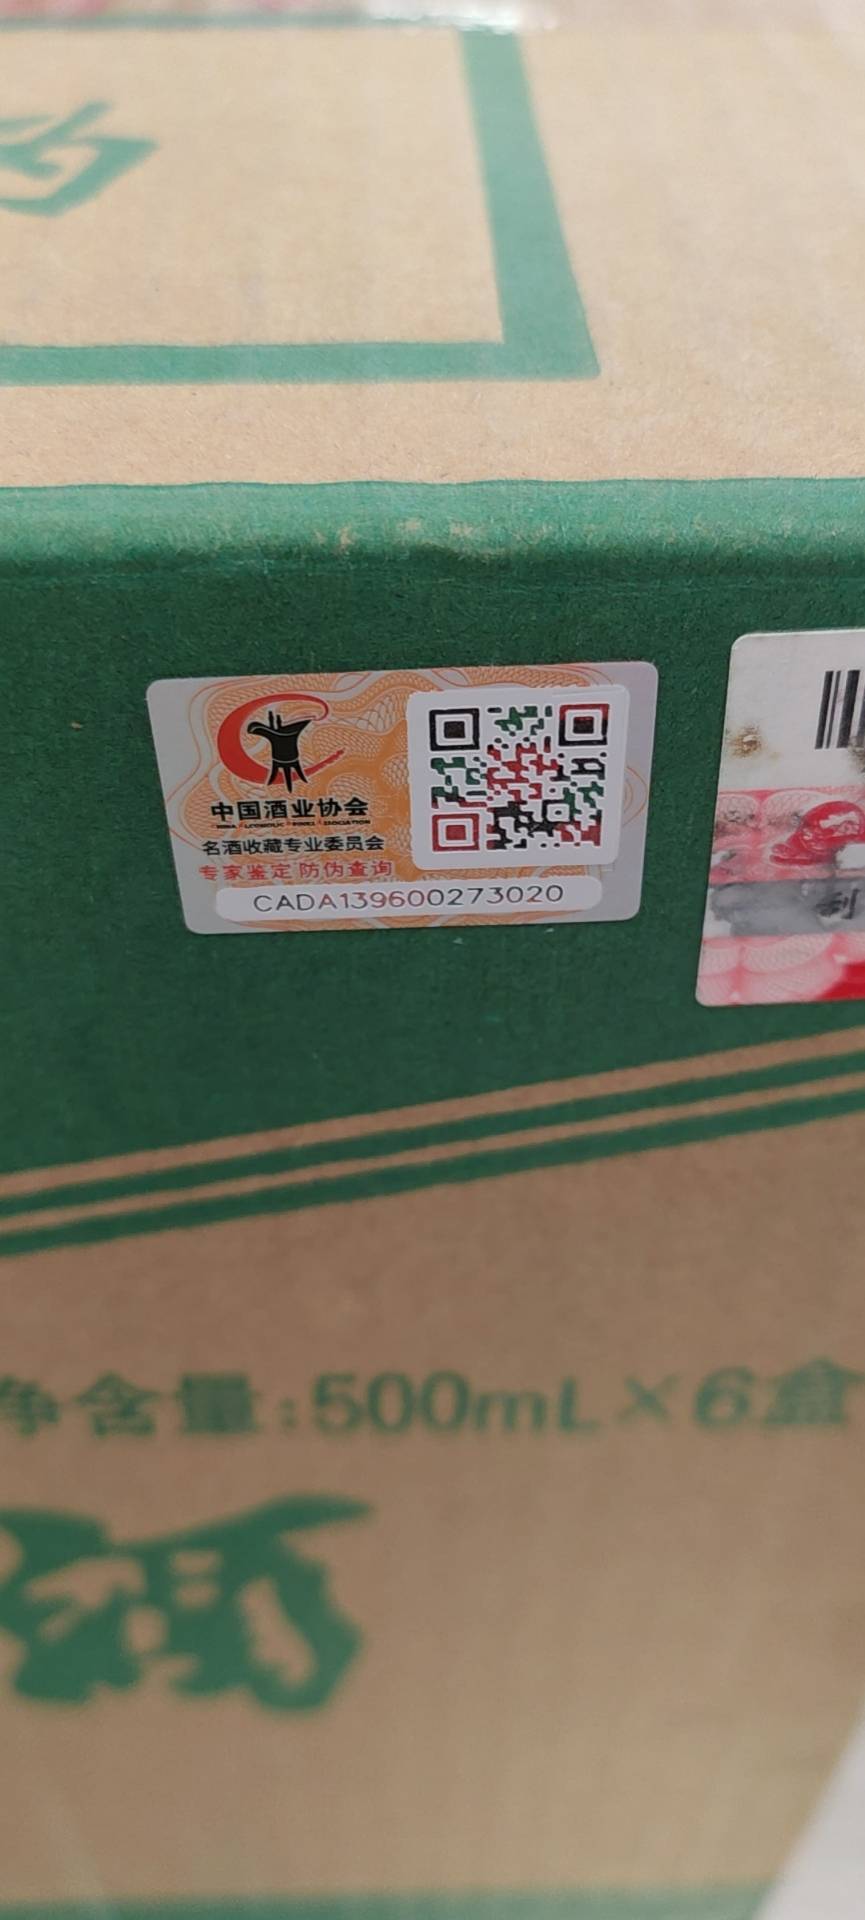 中国酒业协会
名酒收藏专业委员会
专家鉴定 防伪查询
CADA139600273020
净含量:500mL×6盒